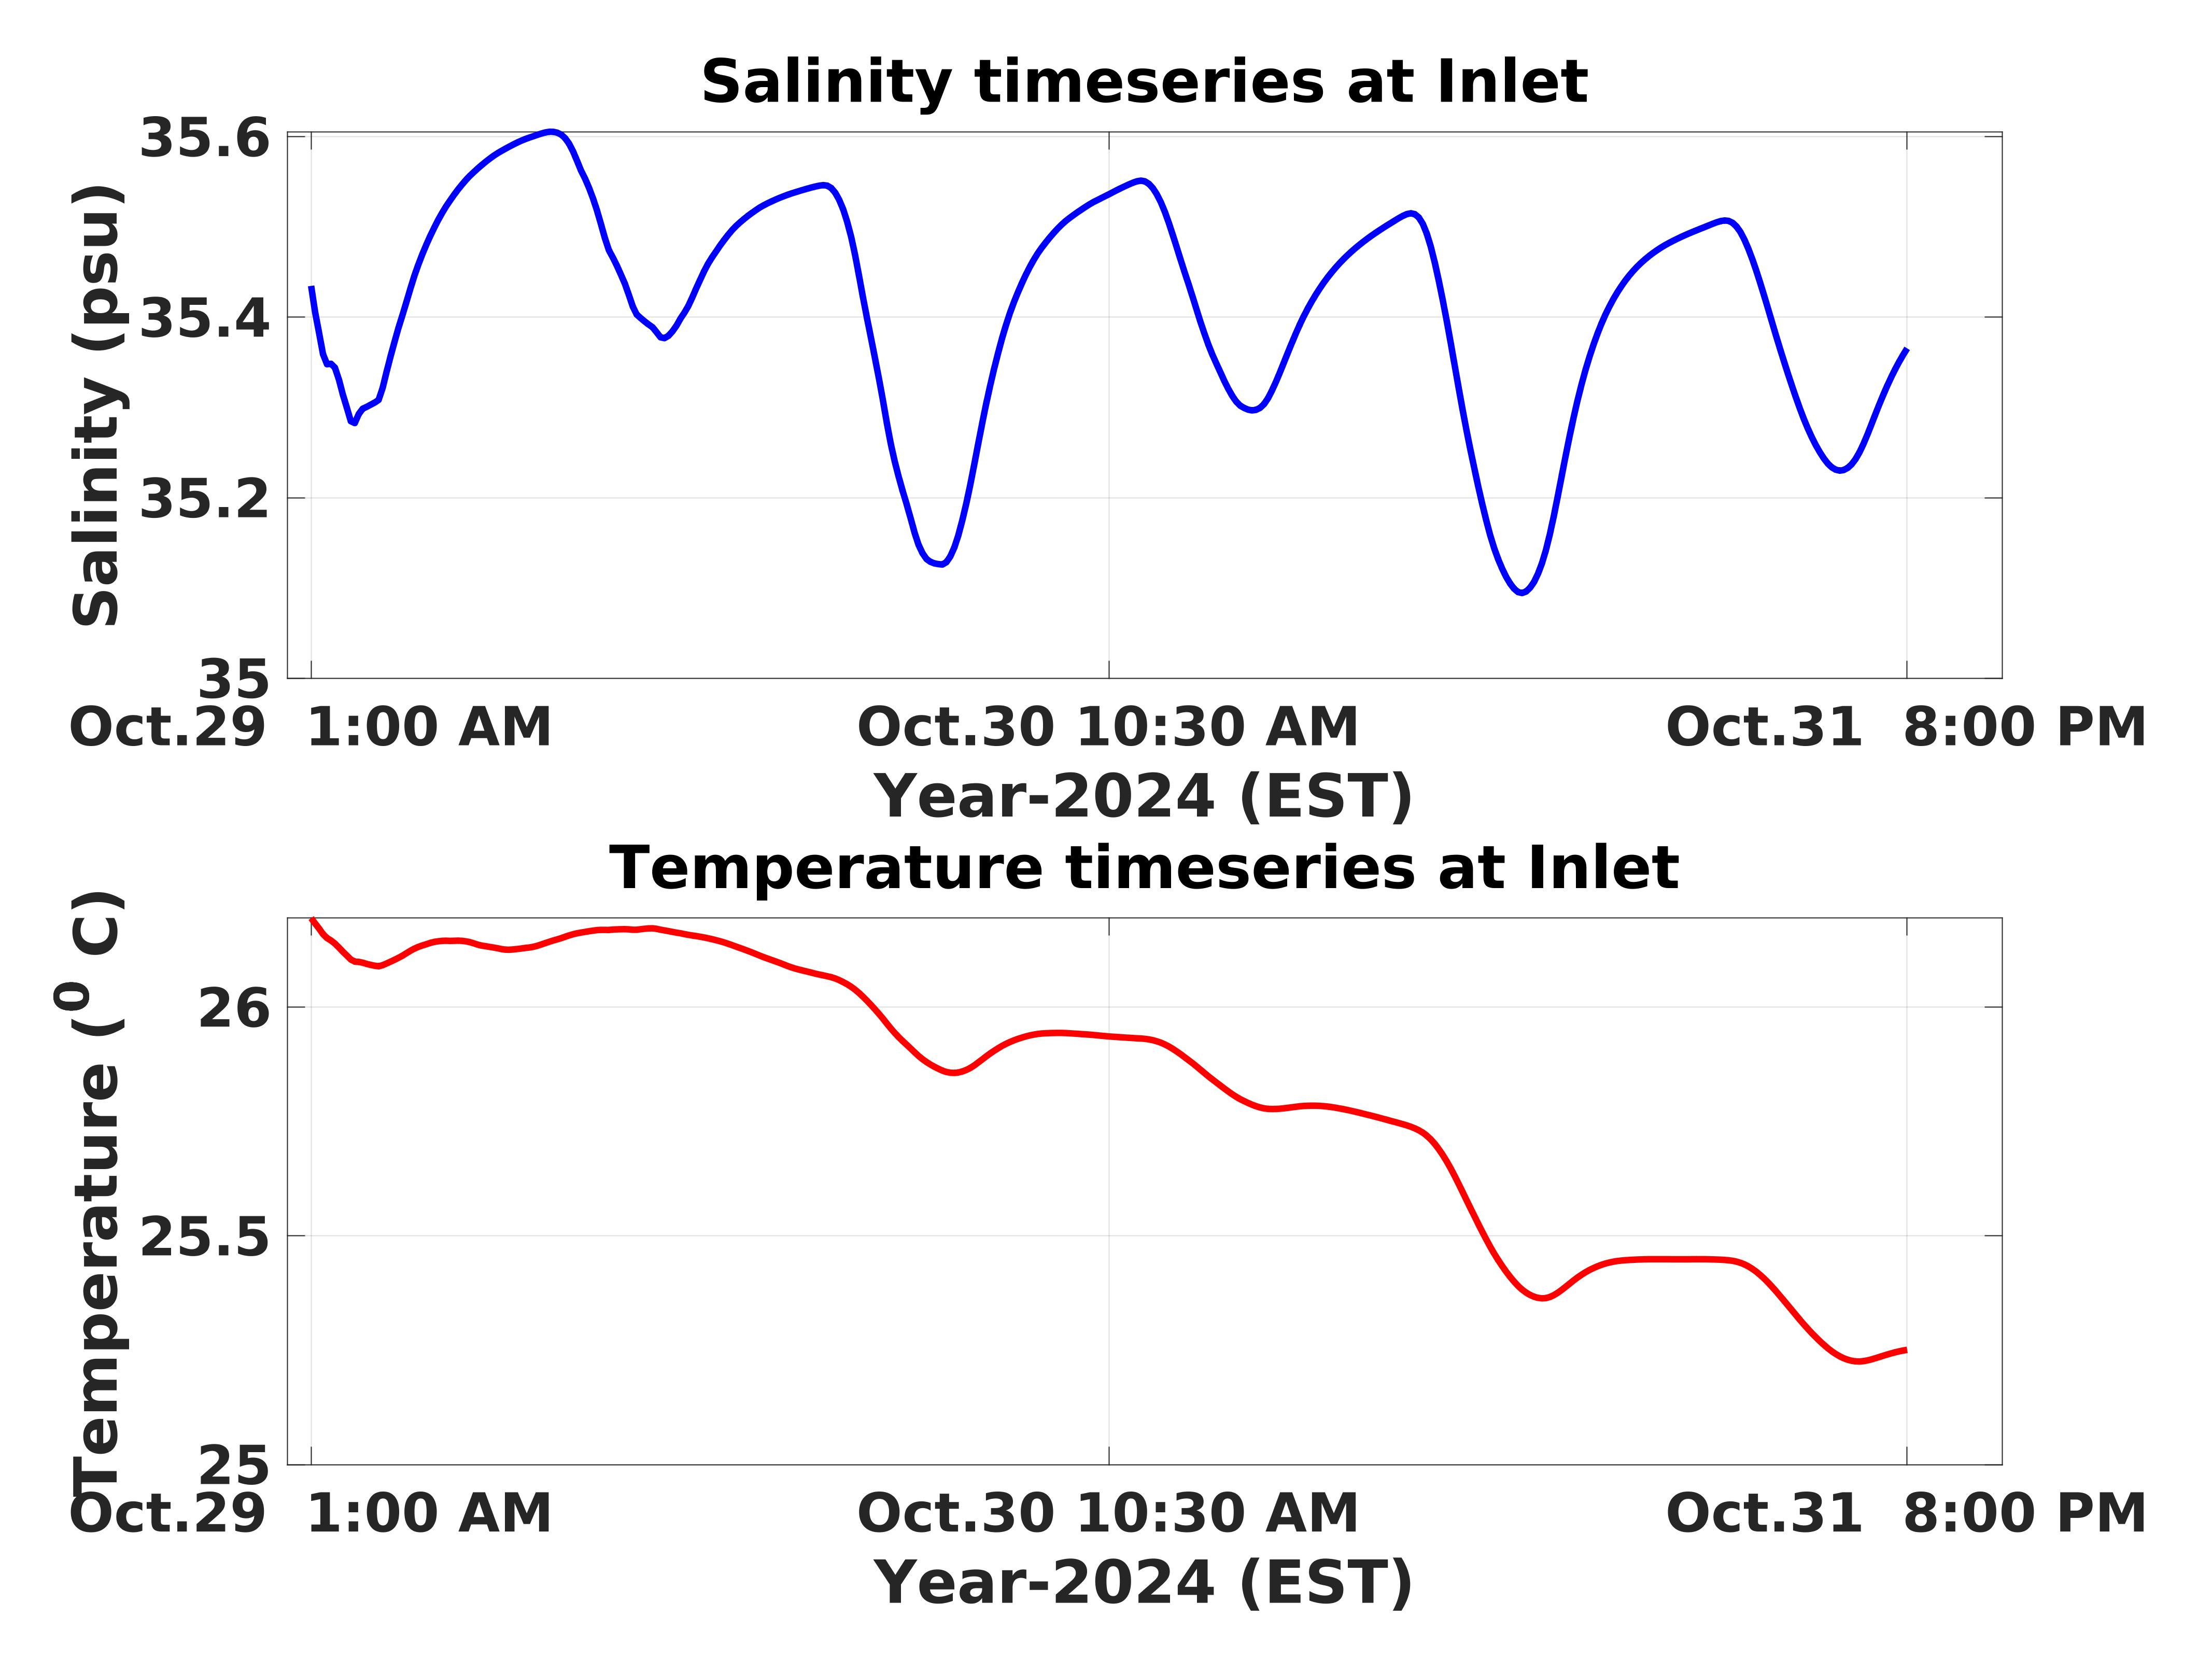 Salinity timeseries at Inlet
Salinity (psu)
35.6
35.4
35.2
35
Oct.29 1:00 AM Oct.30 10:30 AM Oct.31 8:00 PM
Year-2024 (EST)
Temperature timeseries at Inlet
Temperature (⁰ C)
26
25.5
25
Oct.29 1:00 AM Oct.30 10:30 AM Oct.31 8:00 PM
Year-2024 (EST)